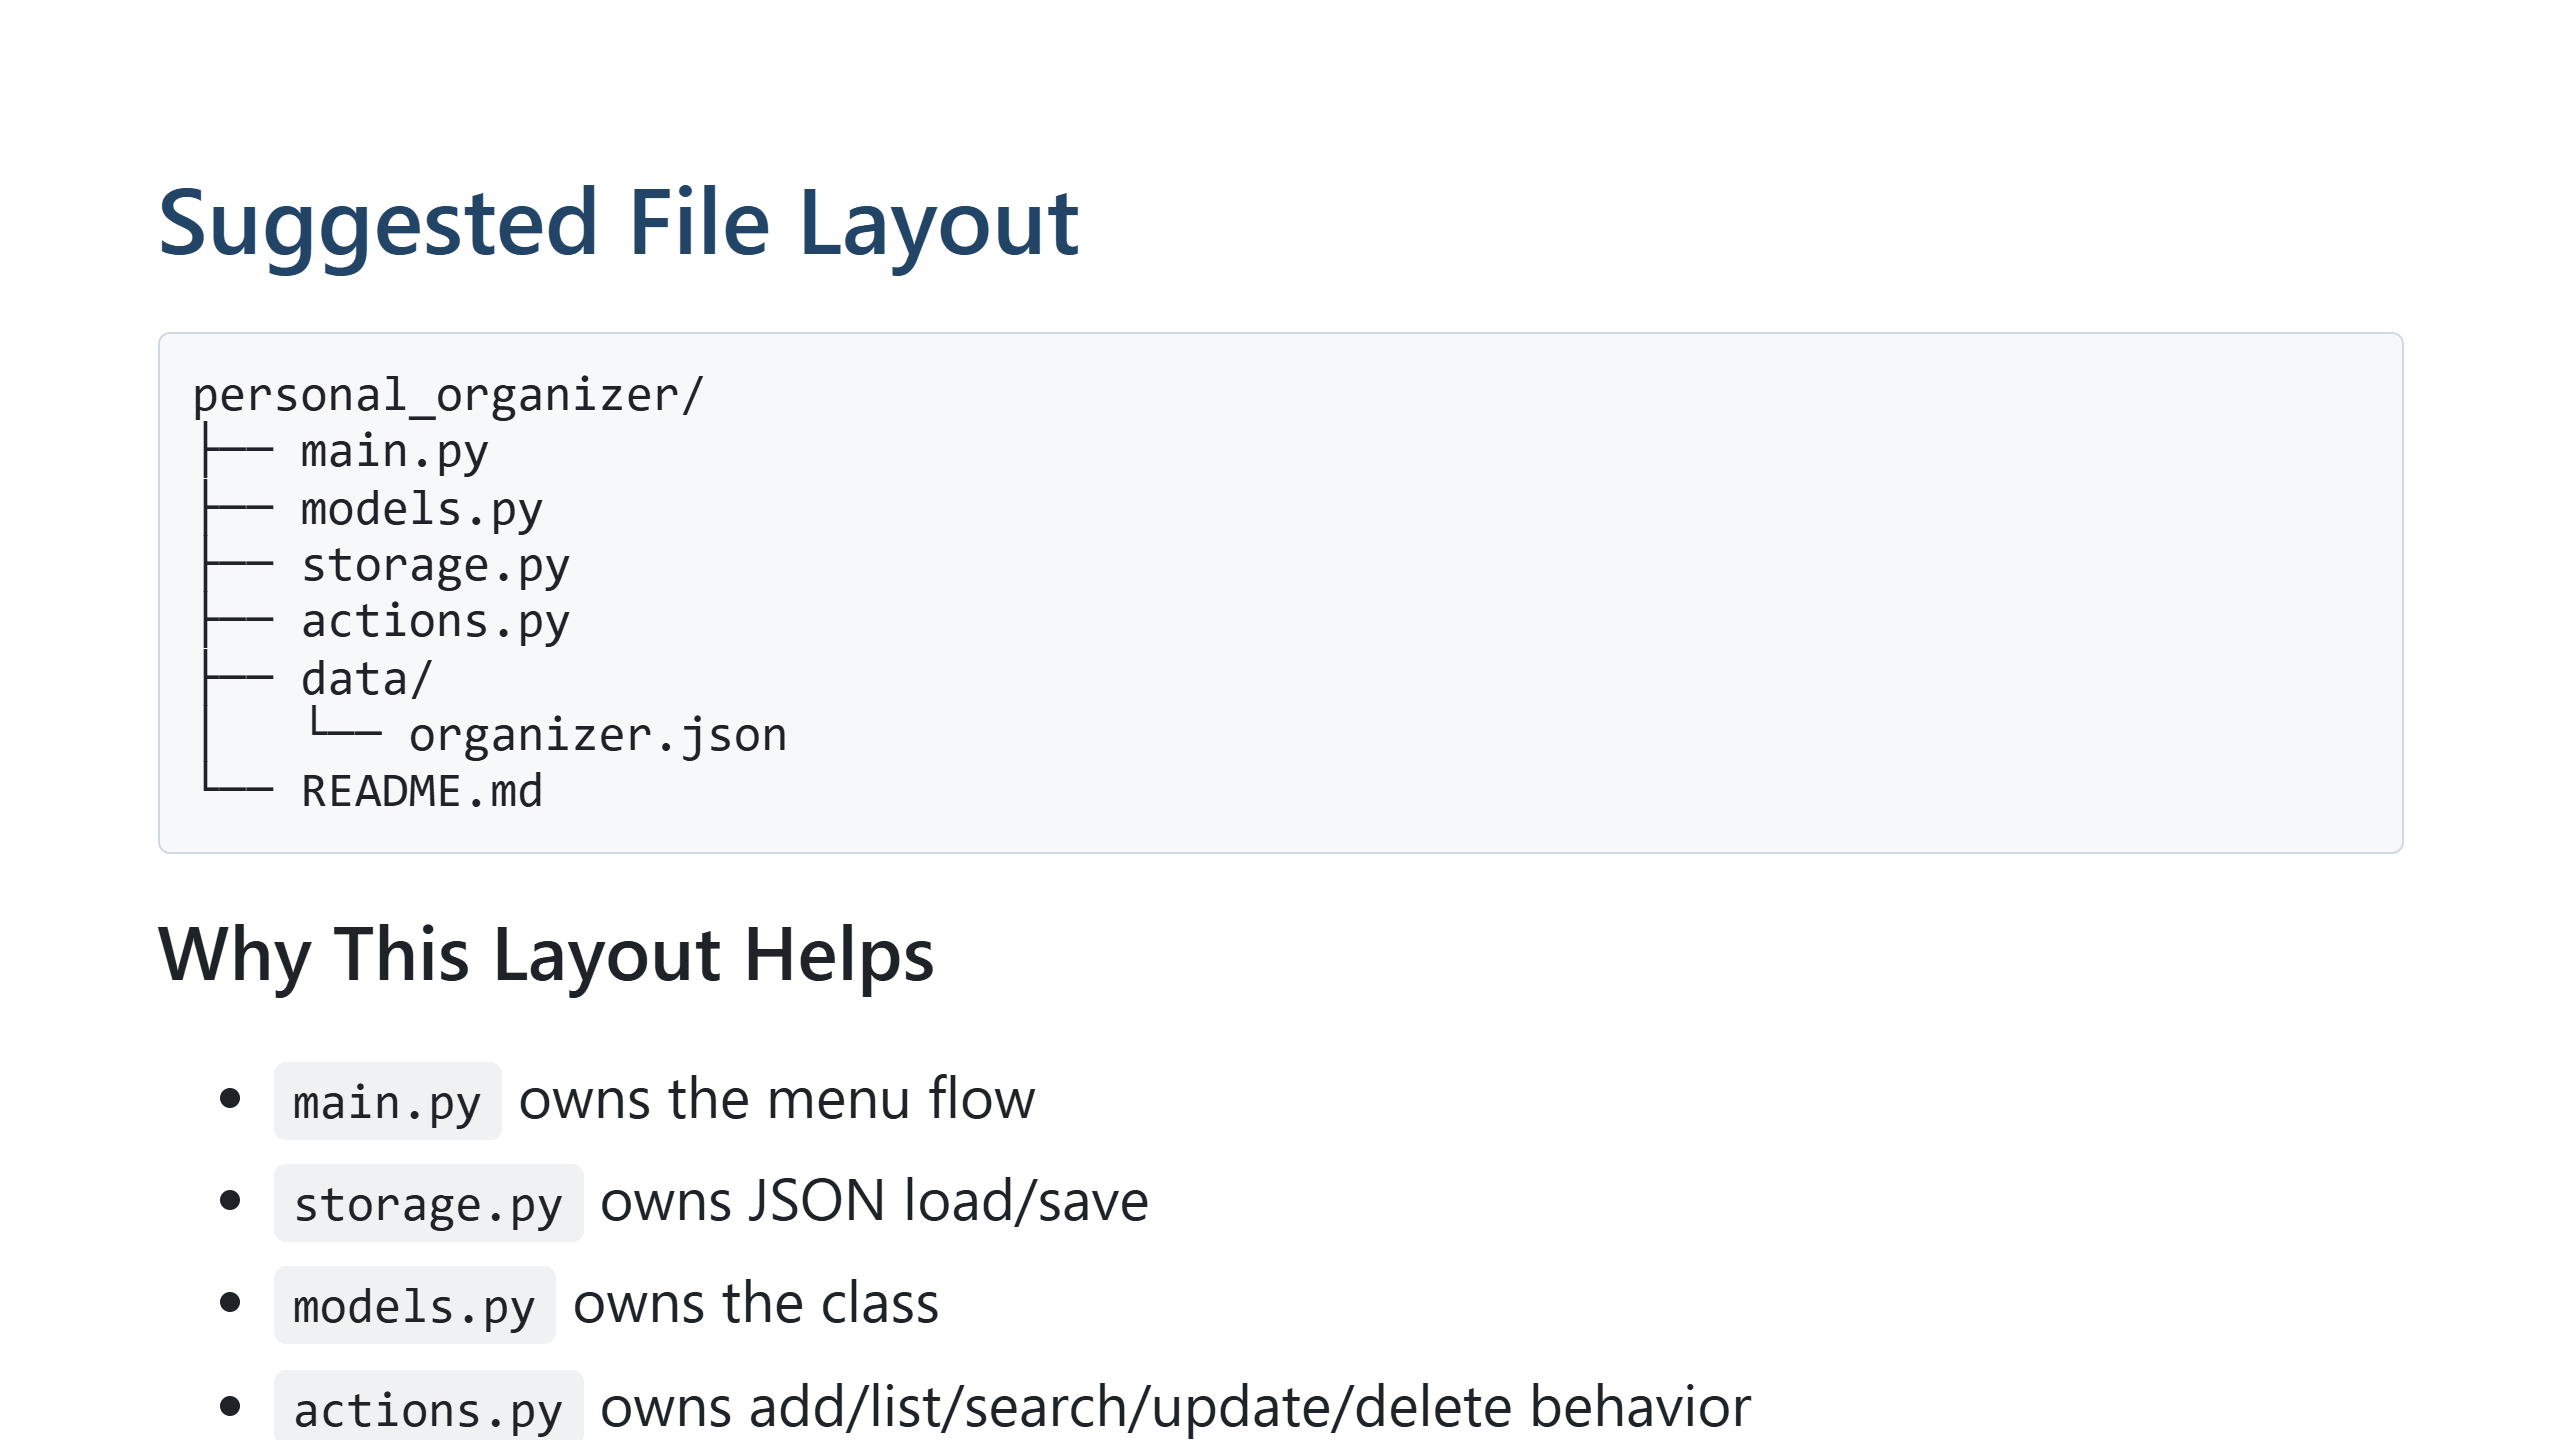 Suggested File Layout
personal_organizer/
├── main.py
├── models.py
├── storage.py
├── actions.py
├── data/
│   └── organizer.json
└── README.md
Why This Layout Helps
• main.py owns the menu flow
• storage.py owns JSON load/save
• models.py owns the class
• actions.py owns add/list/search/update/delete behavior